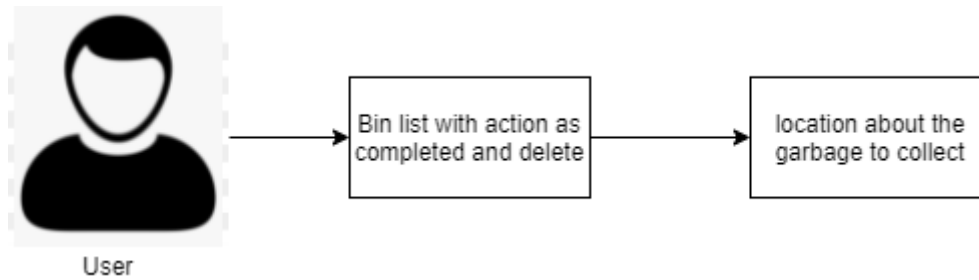 Bin list with action as
completed and delete
location about the
garbage to collect
User